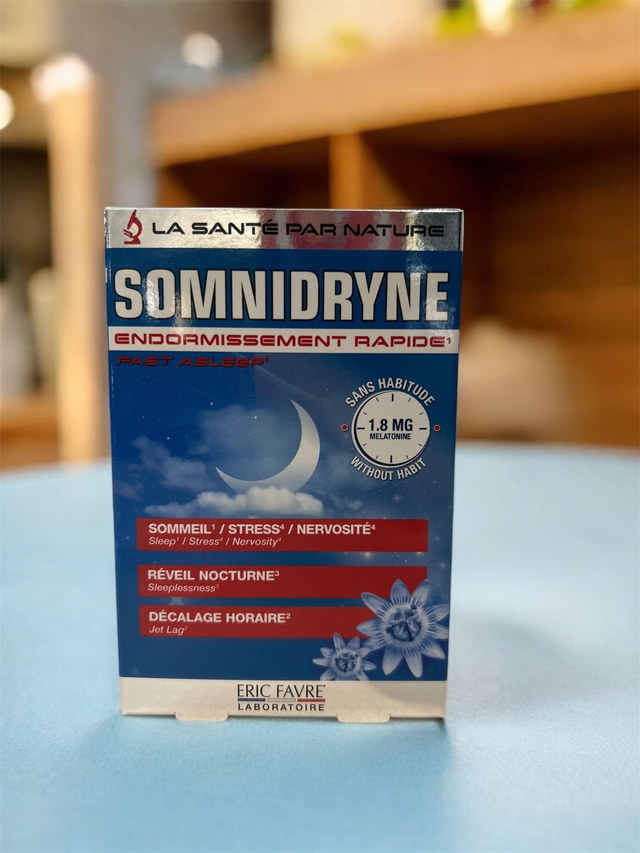 LA SANTÉ PAR NATURE
SOMNIDRYNE
ENDORMISSEMENT RAPIDE¹
FAST ASLEEP¹
SANS HABITUDE
1.8 MG
MELATONINE
WITHOUT HABIT
SOMMEIL¹ / STRESS⁴ / NERVOSITÉ⁴
Sleep¹ / Stress⁴ / Nervosity⁴
RÉVEIL NOCTURNE³
Sleeplessness³
DÉCALAGE HORAIRE²
Jet Lag²
ERIC FAVRE®
LABORATOIRE